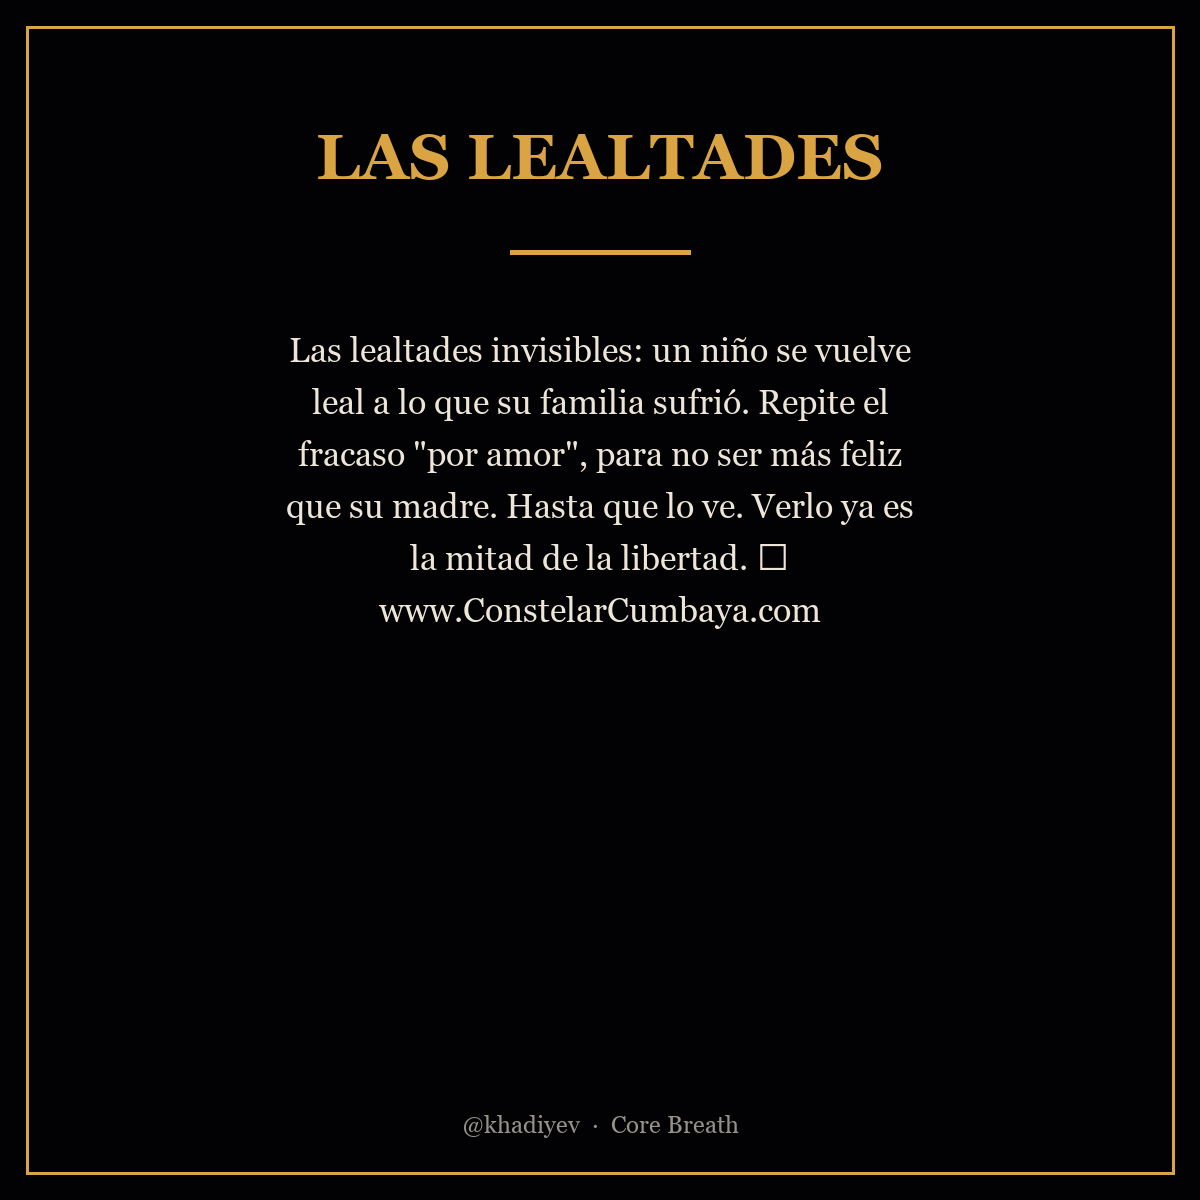 LAS LEALTADES
Las lealtades invisibles: un niño se vuelve
leal a lo que su familia sufrió. Repite el
fracaso "por amor", para no ser más feliz
que su madre. Hasta que lo ve. Verlo ya es
la mitad de la libertad. □
www.ConstelarCumbaya.com
@khadiyev · Core Breath